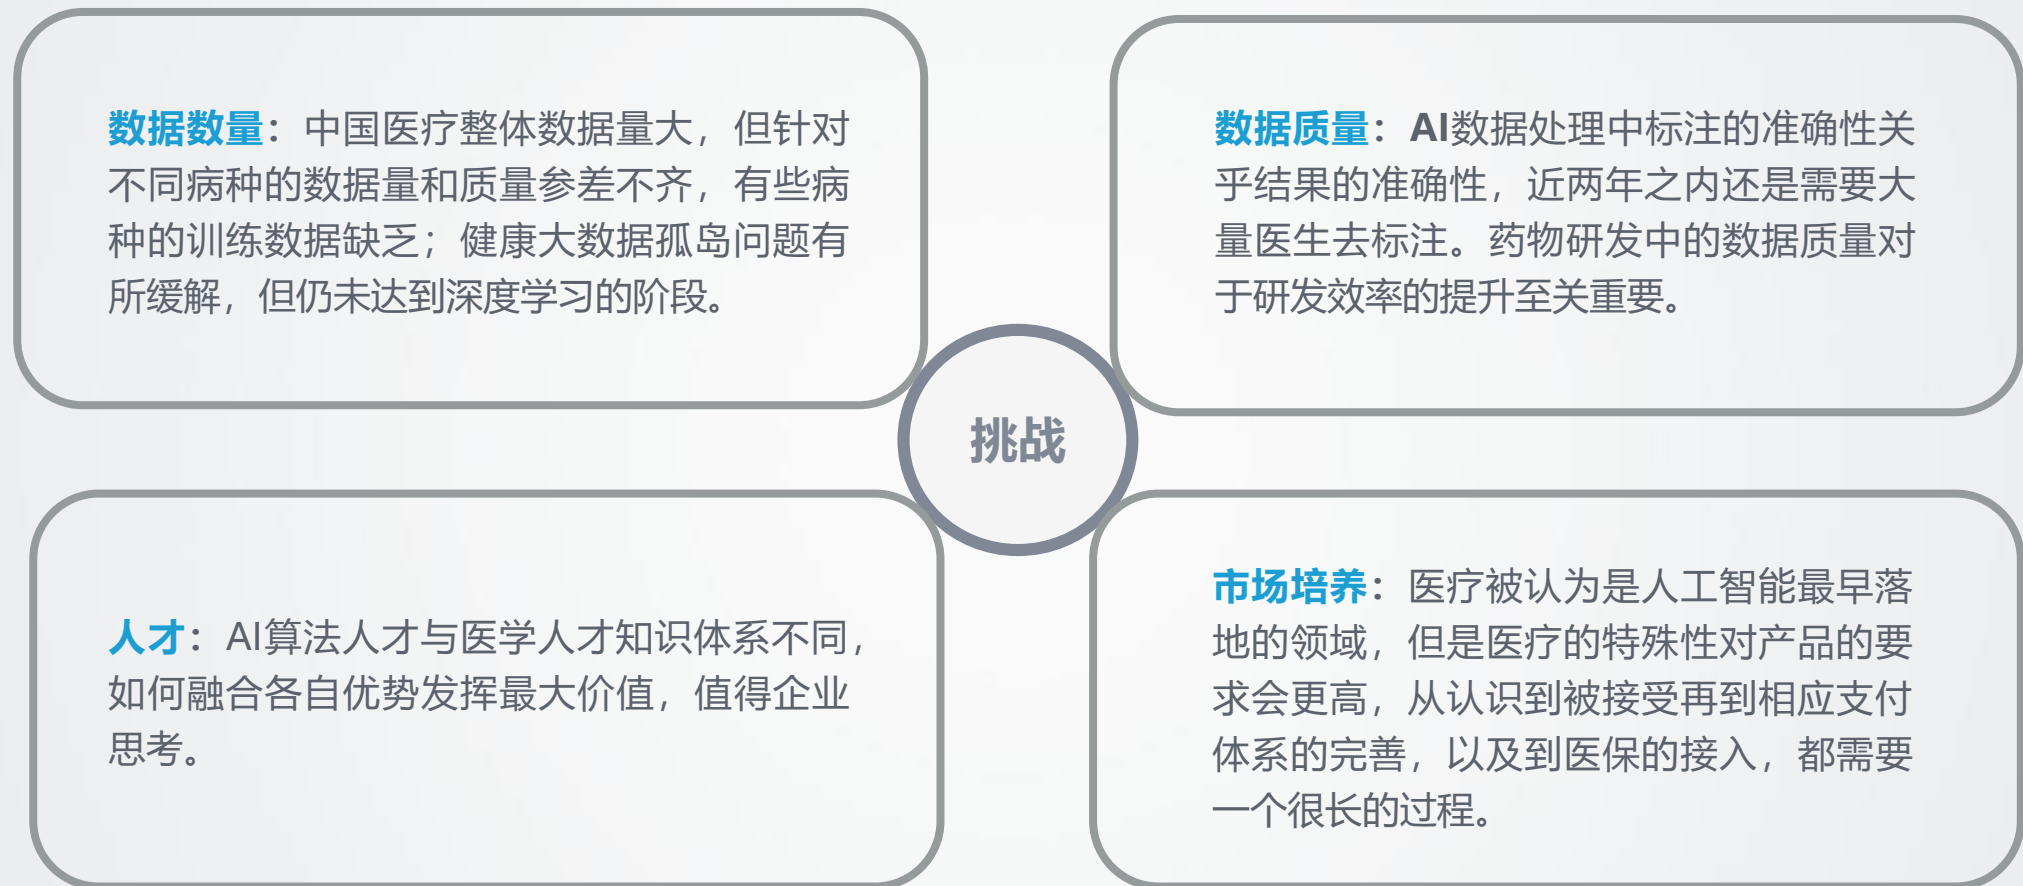 数据数量：中国医疗整体数据量大，但针对
不同病种的数据量和质量参差不齐，有些病
种的训练数据缺乏；健康大数据孤岛问题有
所缓解，但仍未达到深度学习的阶段。
数据质量：AI数据处理中标注的准确性关
乎结果的准确性，近两年之内还是需要大
量医生去标注。药物研发中的数据质量对
于研发效率的提升至关重要。
挑战
人才：AI算法人才与医学人才知识体系不同，
如何融合各自优势发挥最大价值，值得企业
思考。
市场培养：医疗被认为是人工智能最早落
地的领域，但是医疗的特殊性对产品的要
求会更高，从认识到被接受再到相应支付
体系的完善，以及到医保的接入，都需要
一个很长的过程。